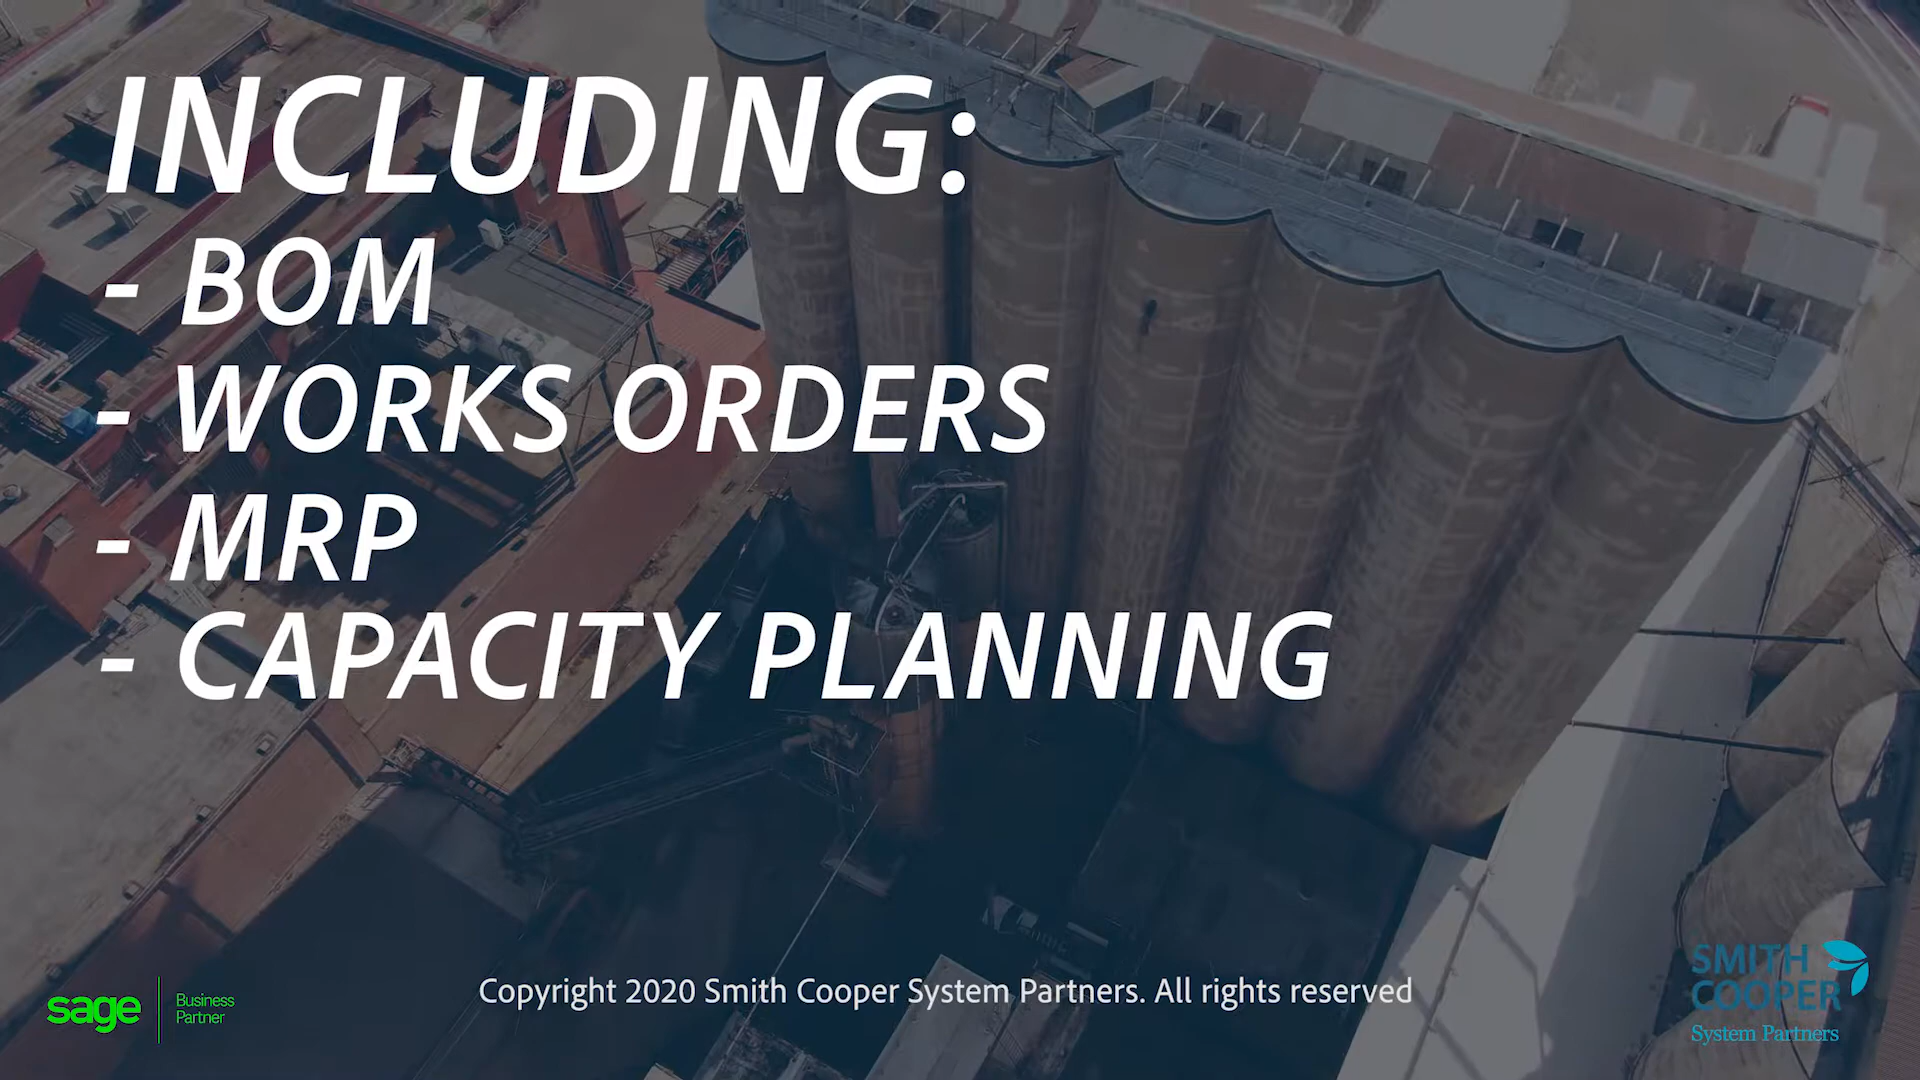 INCLUDING:
- BOM
- WORKS ORDERS
- MRP
- CAPACITY PLANNING
sage
Business
Partner
Copyright 2020 Smith Cooper System Partners. All rights reserved
SMITH
COOPER
System Partners